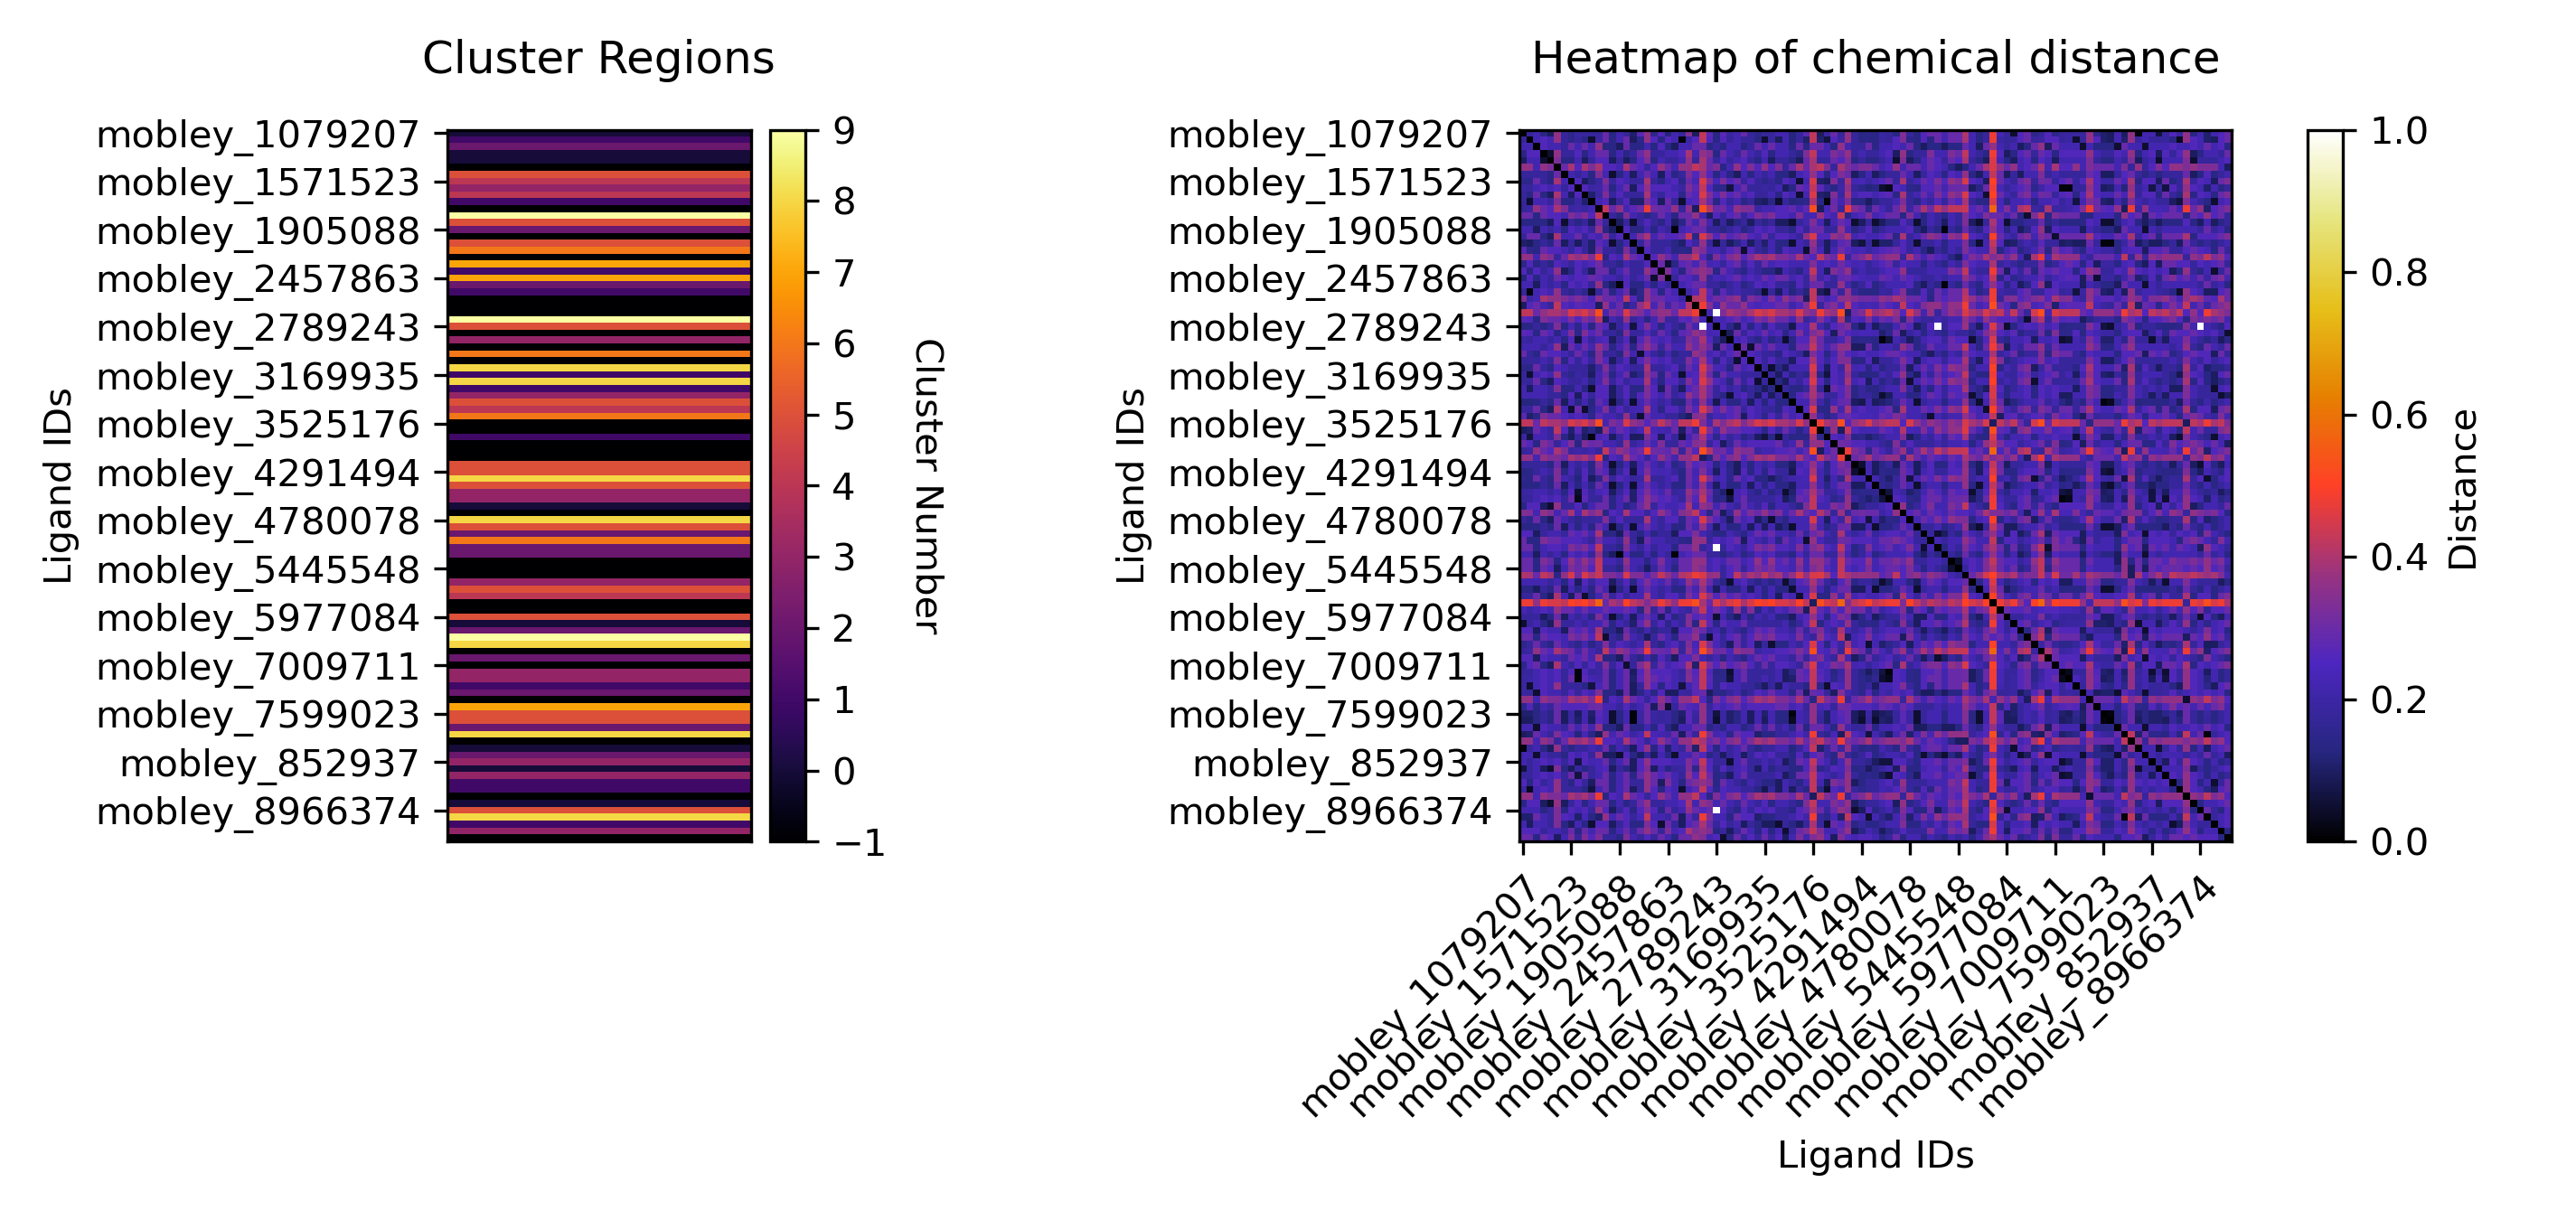 Cluster Regions
Ligand IDs
mobley_1079207
mobley_1571523
mobley_1905088
mobley_2457863
mobley_2789243
mobley_3169935
mobley_3525176
mobley_4291494
mobley_4780078
mobley_5445548
mobley_5977084
mobley_7009711
mobley_7599023
mobley_852937
mobley_8966374
9
8
7
6
5
4
3
2
1
0
−1
Cluster Number
Heatmap of chemical distance
Ligand IDs
mobley_1079207
mobley_1571523
mobley_1905088
mobley_2457863
mobley_2789243
mobley_3169935
mobley_3525176
mobley_4291494
mobley_4780078
mobley_5445548
mobley_5977084
mobley_7009711
mobley_7599023
mobley_852937
mobley_8966374
mobley_1079207
mobley_1571523
mobley_1905088
mobley_2457863
mobley_2789243
mobley_3169935
mobley_3525176
mobley_4291494
mobley_4780078
mobley_5445548
mobley_5977084
mobley_7009711
mobley_7599023
mobley_852937
mobley_8966374
Ligand IDs
1.0
0.8
0.6
0.4
0.2
0.0
Distance